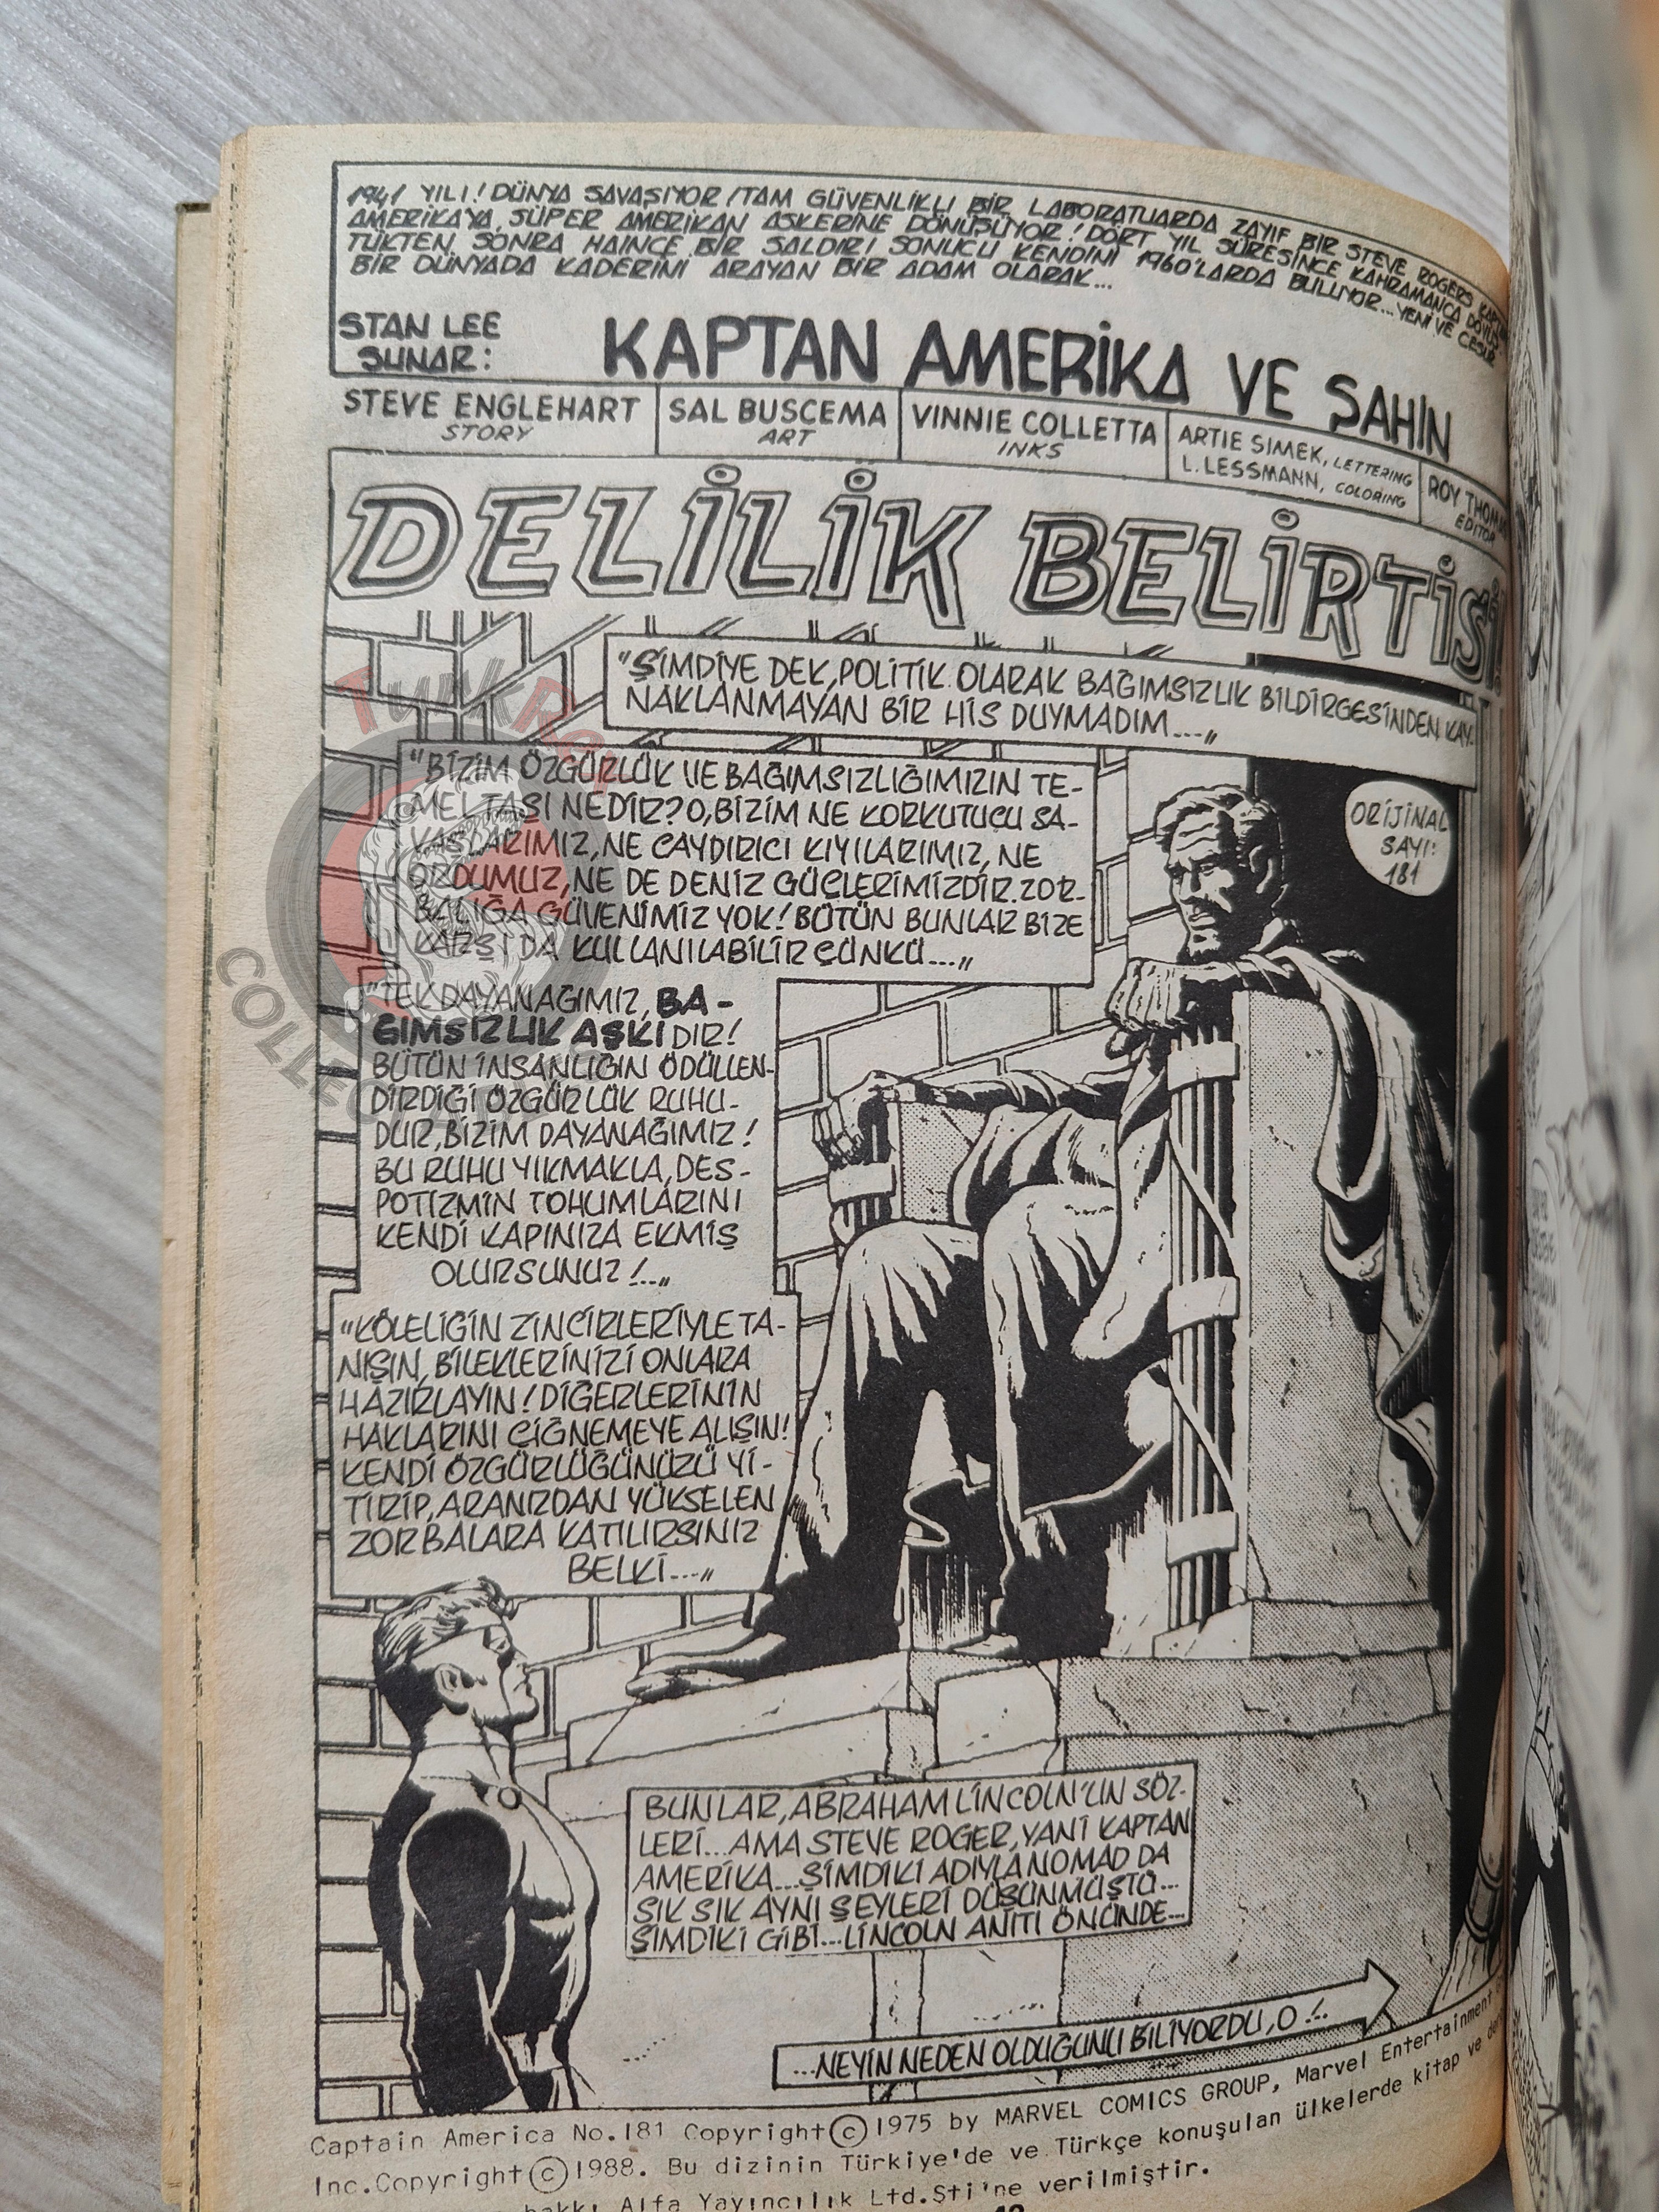 1941 YILI! DÜNYA SAVAŞIYOR! TAM GÜVENLİKLİ BİR LABORATUARDA ZAYIF BİR STEVE ROGERS
AMERİKAYA, SÜPER AMERİKAN ASKERİNE DÖNÜŞÜYOR! DÖRT YIL SÜRESİNCE KAHRAMANCA DÖVÜŞ-
TÜKTEN SONRA HAİNCE BİR SALDIRI SONUCU KENDİNİ 1960'LARDA BULUYOR... YENİ VE CESUR
BİR DÜNYADA KADERİNİ ARAYAN BİR ADAM OLARAK...
STAN LEE
SUNAR:
KAPTAN AMERİKA VE ŞAHİN
STEVE ENGLEHART
STORY
SAL BUSCEMA
ART
VINNIE COLLETTA
INKS
ARTIE SIMEK, LETTERING
L. LESSMANN, COLORING
ROY THOMAS
EDITOR
DELİLİK BELİRTİSİ!
"ŞİMDİYE DEK, POLİTİK OLARAK BAĞIMSIZLIK BİLDİRGESİNDEN KAY-
NAKLANMAYAN BİR HİS DUYMADIM...."
"BİZİM ÖZGÜRLÜK VE BAĞIMSIZLIĞIMIZIN TE-
MEL TAŞI NEDİR? O, BİZİM NE KORKUTUCU SA-
VAŞLARIMIZ, NE CAYDIRICI KIYILARIMIZ, NE
ORDUMUZ, NE DE DENİZ GÜÇLERİMİZDİR. ZOR-
BALIĞA GÜVENİMİZ YOK! BÜTÜN BUNLAR BİZE
KARŞI DA KULLANILABİLİR ÇÜNKÜ...."
"TEK DAYANAĞIMIZ, BA-
ĞIMSIZLIK AŞKIDIR!
BÜTÜN İNSANLIĞIN ÖDÜLLEN-
DİRDİĞİ ÖZGÜRLÜK RUHU-
DUR, BİZİM DAYANAĞIMIZ!
BU RUHU YIKMAKLA, DES-
POTİZMİN TOHUMLARINI
KENDİ KAPINIZA EKMİŞ
OLURSUNUZ!..."
"KÖLELİĞİN ZİNCİRLERİYLE TA-
NIŞIN, BİLEKLERİNİZİ ONLARA
HAZIRLAYIN! DİĞERLERİNİN
HAKLARINI ÇİĞNEMEYE ALIŞIN!
KENDİ ÖZGÜRLÜĞÜNÜZÜ Yİ-
TİRİP, ARANIZDAN YÜKSELEN
ZORBALARA KATILIRSINIZ
BELKİ...."
ORİJİNAL
SAYI:
181
BUNLAR, ABRAHAM LİNCOLN'UN SÖZ-
LERİ... AMA STEVE ROGER, YANİ KAPTAN
AMERİKA... ŞİMDİKİ ADIYLA NOMAD DA
SIK SIK AYNI ŞEYLERİ DÜŞÜNMÜŞTÜ...
ŞİMDİKİ GİBİ... LİNCOLN ANITI ÖNÜNDE...
...NEYİN NEDEN OLDUĞUNU BİLİYORDU, O!..
Captain America No.181 Copyright © 1975 by MARVEL COMICS GROUP, Marvel Entertainment
Inc.Copyright © 1988. Bu dizinin Türkiye'de ve Türkçe konuşulan ülkelerde kitap ve
hakkı Alfa Yayıncılık Ltd.Şti'ne verilmiştir.